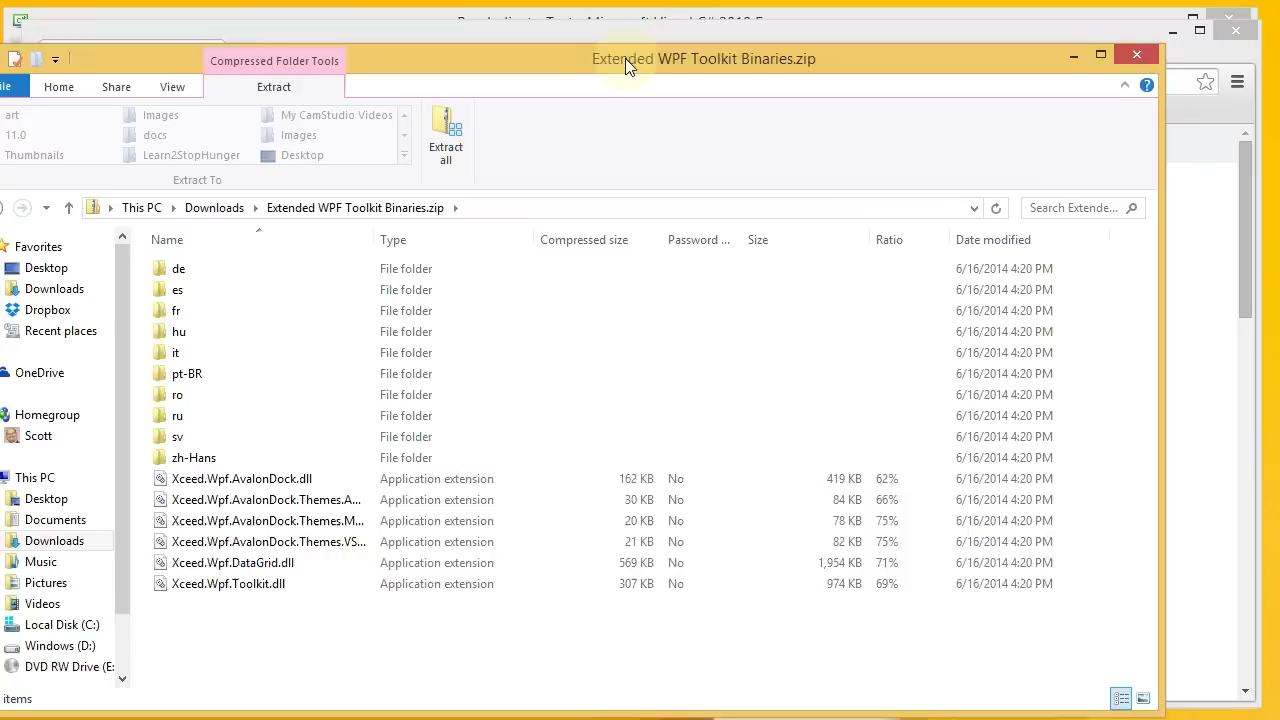 Compressed Folder Tools
Extended WPF Toolkit Binaries.zip
ile
Home
Share
View
Extract
art
Images
My CamStudio Videos
11.0
docs
Images
Thumbnails
Learn2StopHunger
Desktop
Extract To
Extract all
This PC
Downloads
Extended WPF Toolkit Binaries.zip
Search Extende...
Name Type Compressed size Password ... Size Ratio Date modified
Favorites
Desktop
Downloads
Dropbox
Recent places
OneDrive
Homegroup
Scott
This PC
Desktop
Documents
Downloads
Music
Pictures
Videos
Local Disk (C:)
Windows (D:)
DVD RW Drive (E:
de File folder 6/16/2014 4:20 PM
es File folder 6/16/2014 4:20 PM
fr File folder 6/16/2014 4:20 PM
hu File folder 6/16/2014 4:20 PM
it File folder 6/16/2014 4:20 PM
pt-BR File folder 6/16/2014 4:20 PM
ro File folder 6/16/2014 4:20 PM
ru File folder 6/16/2014 4:20 PM
sv File folder 6/16/2014 4:20 PM
zh-Hans File folder 6/16/2014 4:20 PM
Xceed.Wpf.AvalonDock.dll Application extension 162 KB No 419 KB 62% 6/16/2014 4:20 PM
Xceed.Wpf.AvalonDock.Themes.A... Application extension 30 KB No 84 KB 66% 6/16/2014 4:20 PM
Xceed.Wpf.AvalonDock.Themes.M... Application extension 20 KB No 78 KB 75% 6/16/2014 4:20 PM
Xceed.Wpf.AvalonDock.Themes.VS... Application extension 21 KB No 82 KB 75% 6/16/2014 4:20 PM
Xceed.Wpf.DataGrid.dll Application extension 569 KB No 1,954 KB 71% 6/16/2014 4:20 PM
Xceed.Wpf.Toolkit.dll Application extension 307 KB No 974 KB 69% 6/16/2014 4:20 PM
items